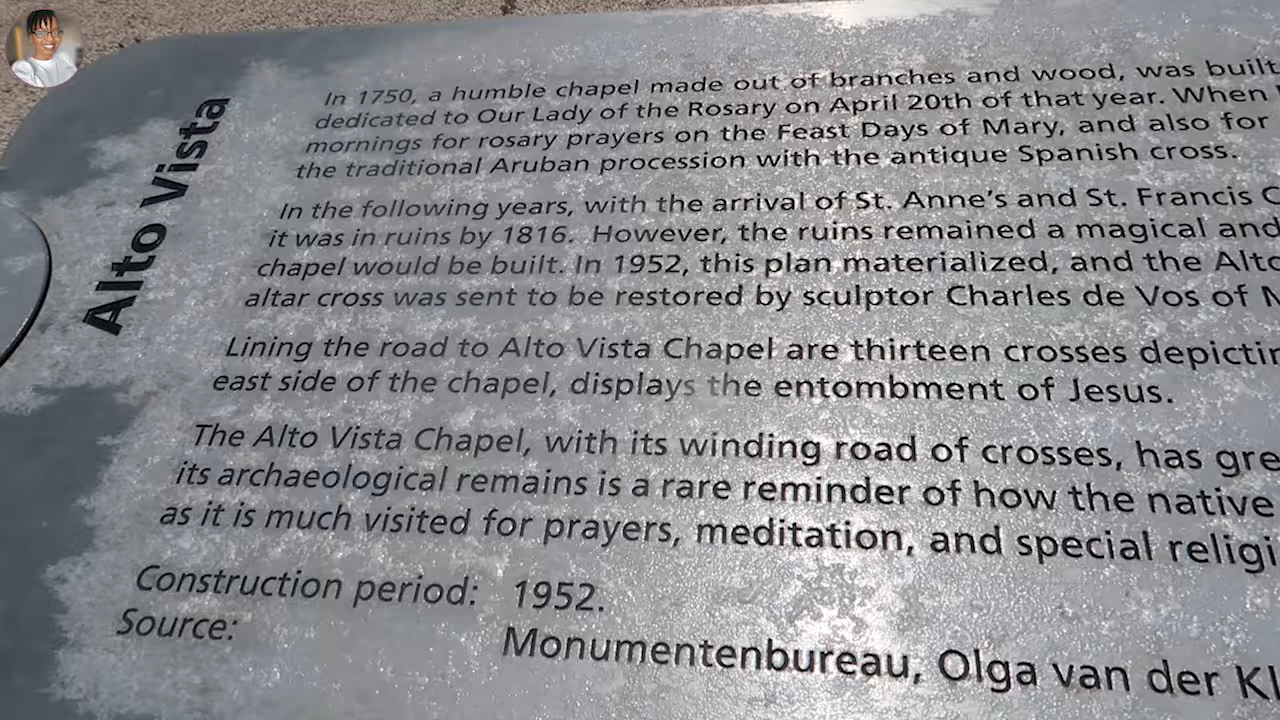 Alto Vista
In 1750, a humble chapel made out of branches and wood, was built
dedicated to Our Lady of the Rosary on April 20th of that year. When
mornings for rosary prayers on the Feast Days of Mary, and also for
the traditional Aruban procession with the antique Spanish cross.
In the following years, with the arrival of St. Anne's and St. Francis
it was in ruins by 1816. However, the ruins remained a magical and
chapel would be built. In 1952, this plan materialized, and the Alto
altar cross was sent to be restored by sculptor Charles de Vos of
Lining the road to Alto Vista Chapel are thirteen crosses
east side of the chapel, displays the entombment of Jesus.
The Alto Vista Chapel, with its winding road of crosses, has
its archaeological remains is a rare reminder of how the native
as it is much visited for prayers, meditation, and special
Construction period: 1952.
Source: Monumentenbureau, Olga van der